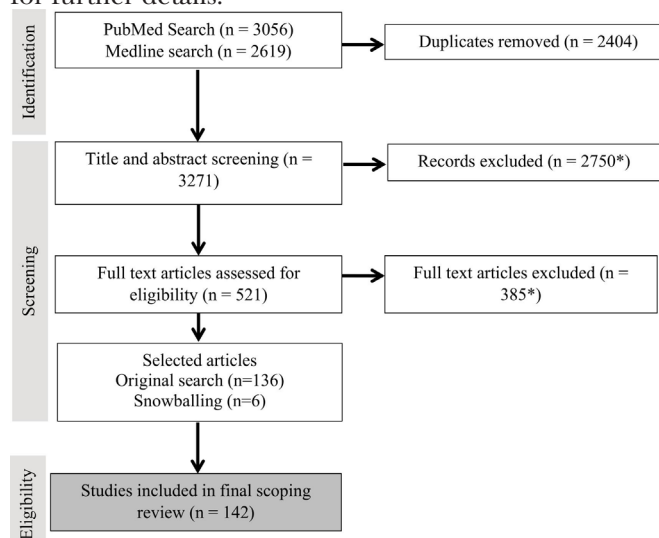 for further details.
Identification
PubMed Search (n = 3056)
Medline search (n = 2619)
Duplicates removed (n = 2404)
Screening
Title and abstract screening (n =
3271)
Records excluded (n = 2750*)
Full text articles assessed for
eligibility (n = 521)
Full text articles excluded (n =
385*)
Selected articles
Original search (n=136)
Snowballing (n=6)
Eligibility
Studies included in final scoping
review (n = 142)